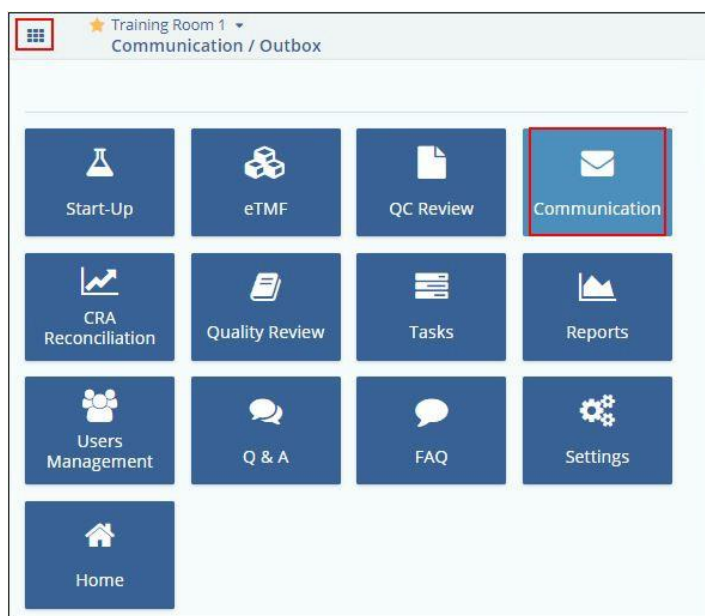 Training Room 1
Communication / Outbox
Start-Up
eTMF
QC Review
Communication
CRA
Reconciliation
Quality Review
Tasks
Reports
Users
Management
Q & A
FAQ
Settings
Home